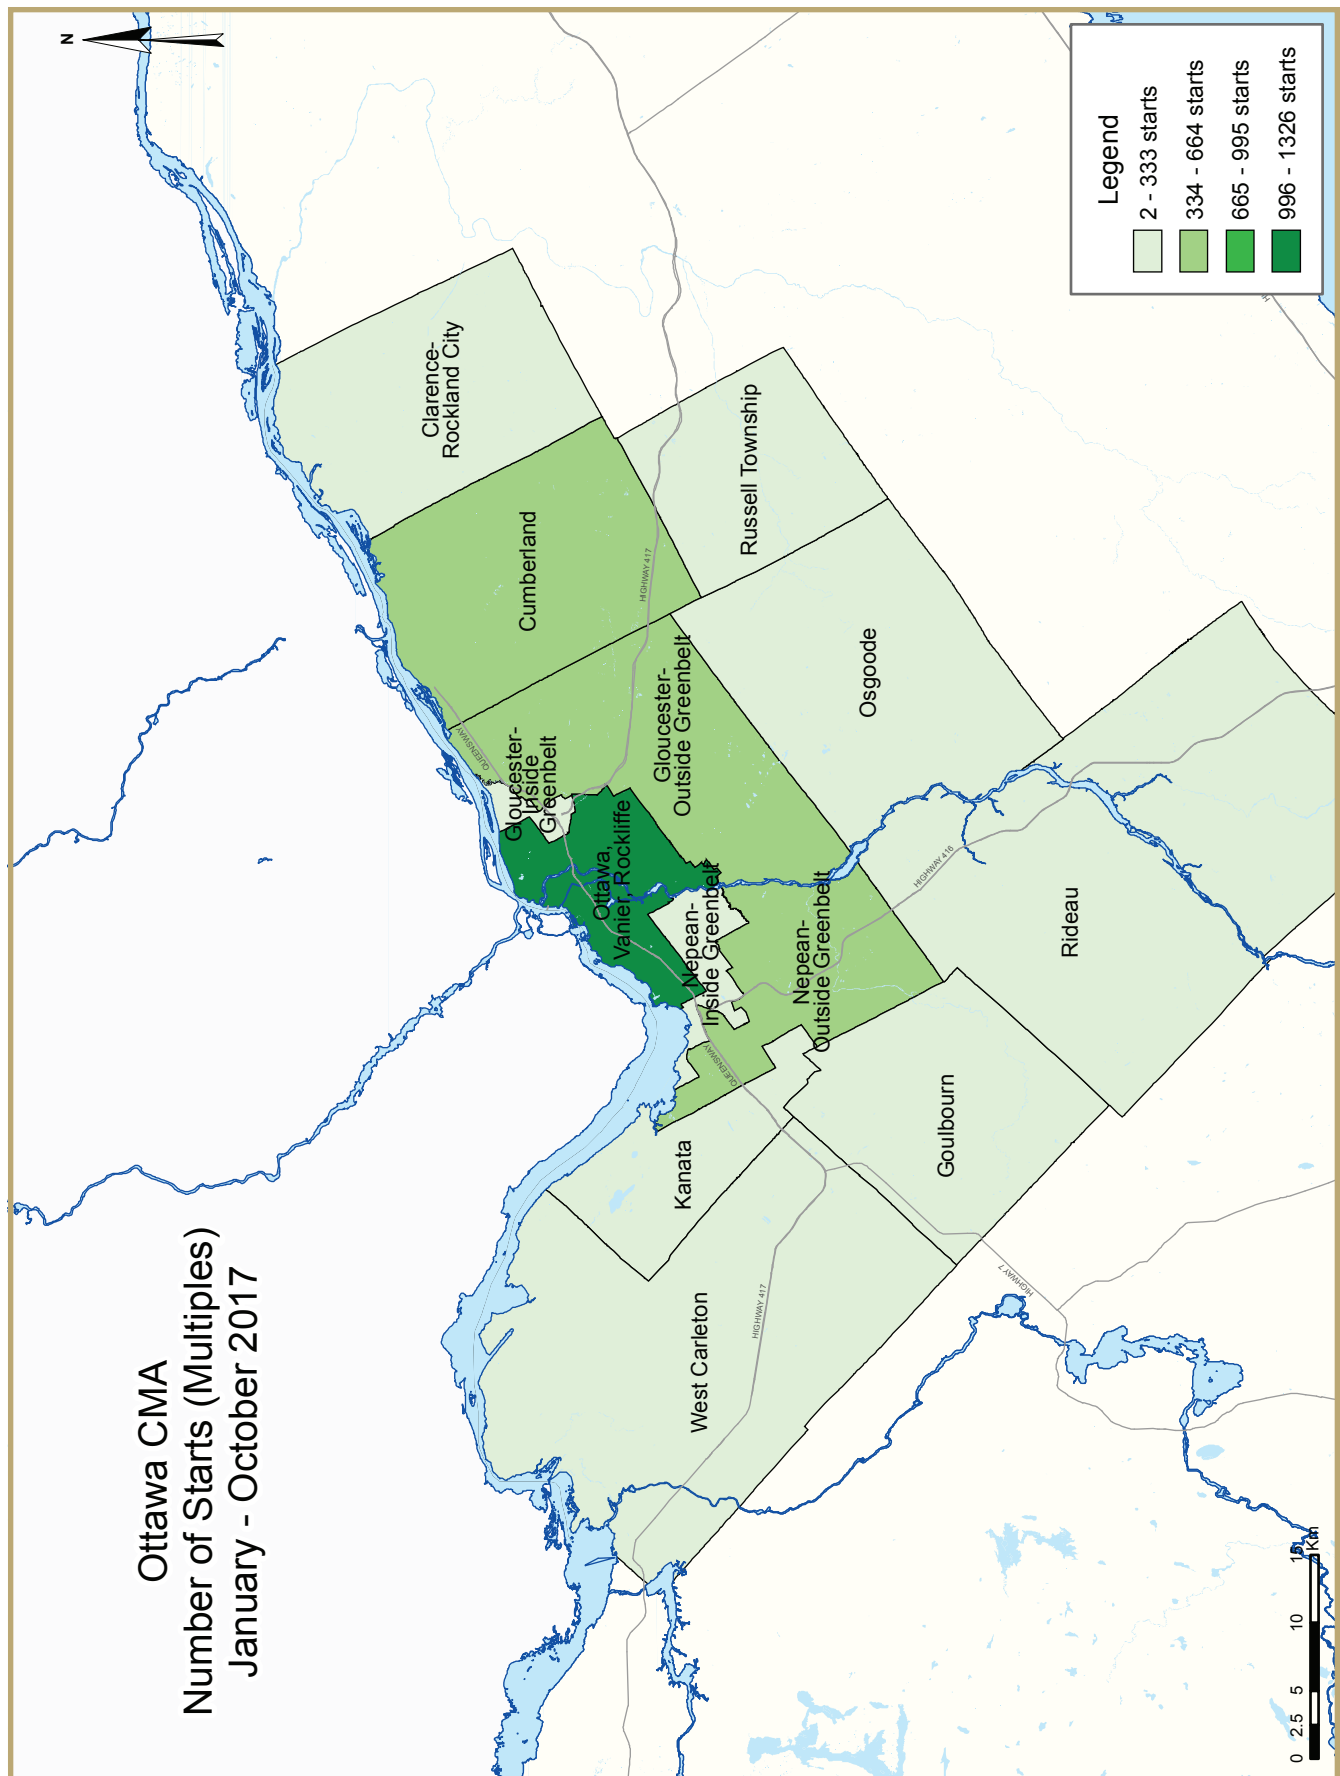 Ottawa CMA
Number of Starts (Multiples)
January - October 2017
N
Legend
2 - 333 starts
334 - 664 starts
665 - 995 starts
996 - 1326 starts
Clarence-
Rockland City
Cumberland
Russell Township
HIGHWAY 417
Gloucester-
Outside Greenbelt
Osgoode
QUEENSWAY
Gloucester-
Inside
Greenbelt
Ottawa,
Vanier, Rockliffe
Nepean-
Inside Greenbelt
Nepean-
Outside Greenbelt
HIGHWAY 416
Rideau
QUEENSWAY
Kanata
Goulbourn
West Carleton
HIGHWAY 417
HIGHWAY 7
0 2.5 5 10 15
Km